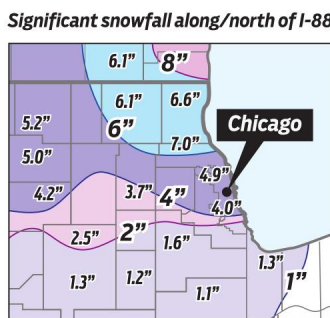 Significant snowfall along/north of I-88
6.1” 8”
6.1” 6.6”
5.2” 6” Chicago
7.0”
5.0”
4.9”
4.2” 3.7” 4” 4.0”
2.5” 2” 1.6”
1.3” 1.2” 1.3” 1”
1.1”